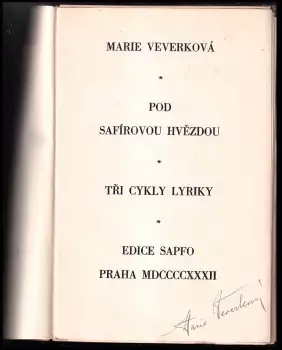 MARIE VEVERKOVÁ
*
POD
SAFÍROVOU HVĚZDOU
*
TŘI CYKLY LYRIKY
*
EDICE SAPFO
PRAHA MDCCCCXXXII
Marie Veverková